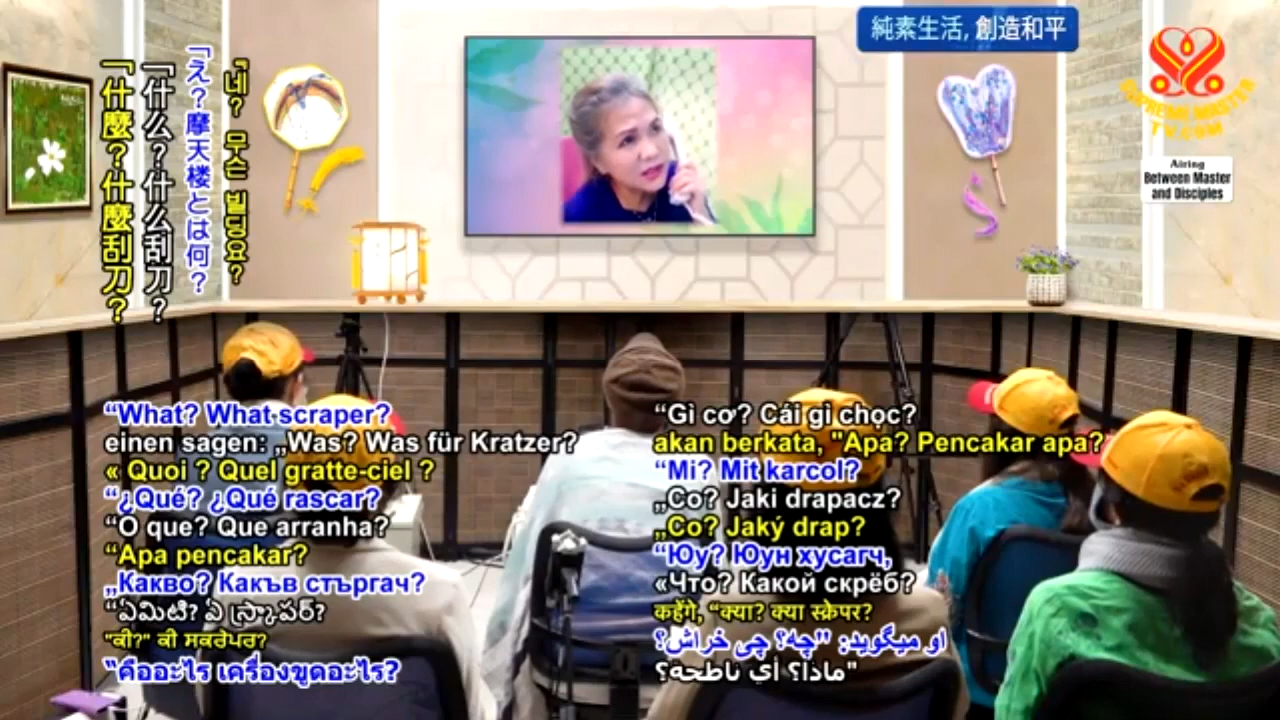 純素生活, 創造和平
SUPREME MASTER
TV.COM
Airing
Between Master
and Disciples
「네? 무슨 빌딩요?
「え?摩天楼とは何?
「什么?什么刮刀?
「什麼?什麼刮刀?
“What? What scraper?
einen sagen: „Was? Was für Kratzer?
« Quoi ? Quel gratte-ciel ?
“¿Qué? ¿Qué rascar?
“O que? Que arranha?
“Apa pencakar?
„Какво? Какъв стъргач?
“ఏమిటి? ఏ స్క్రాపర్?
"ਕੀ?" ਕੀ ਸਕਰੇਪਰ?
“คืออะไร เครื่องขูดอะไร?
“Gì cơ? Cái gì chọc?
akan berkata, "Apa? Pencakar apa?
“Mi? Mit karcol?
„Co? Jaki drapacz?
„Co? Jaký drap?
“Юу? Юун хусагч,
«Что? Какой скрёб?
कहेंगे, “क्या? क्या स्क्रेपर?
او میگوید: "چه؟ چی خراش؟
"ماذا؟ أي ناطحه؟